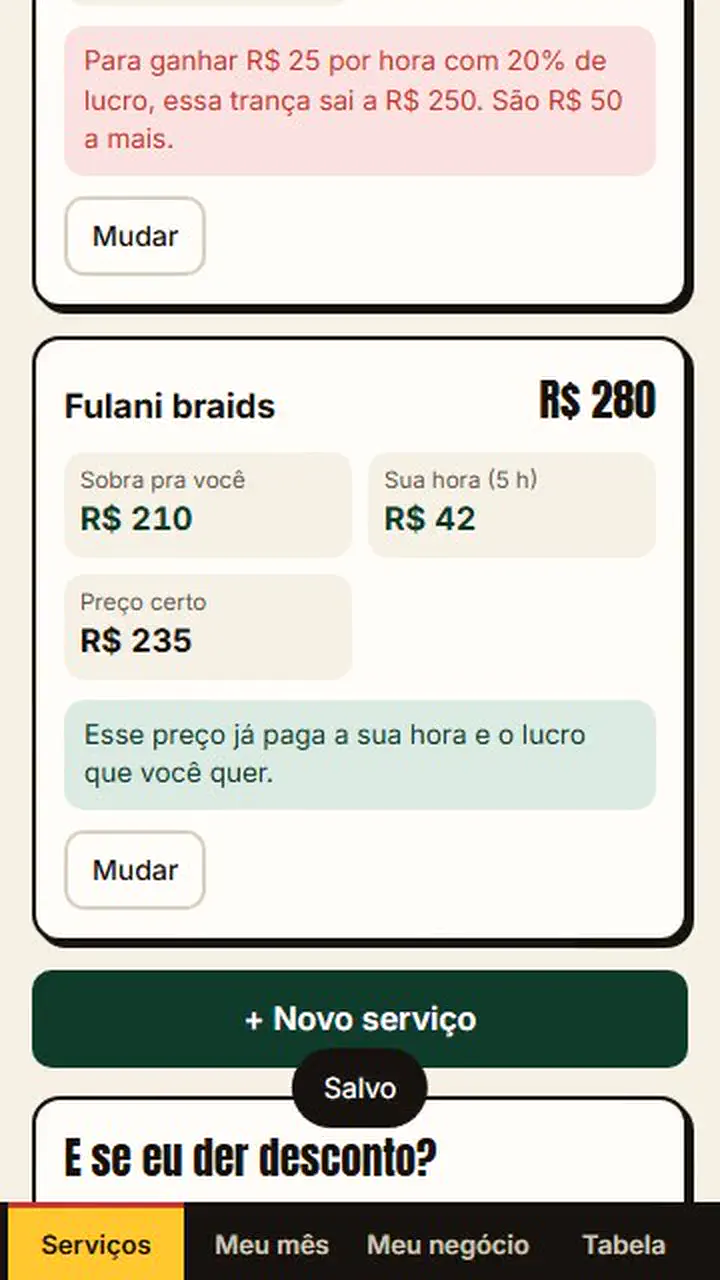 Para ganhar R$ 25 por hora com 20% de
lucro, essa trança sai a R$ 250. São R$ 50
a mais.
Mudar
Fulani braids
R$ 280
Sobra pra você
R$ 210
Sua hora (5 h)
R$ 42
Preço certo
R$ 235
Esse preço já paga a sua hora e o lucro
que você quer.
Mudar
+ Novo serviço
Salvo
E se eu der desconto?
Serviços
Meu mês
Meu negócio
Tabela